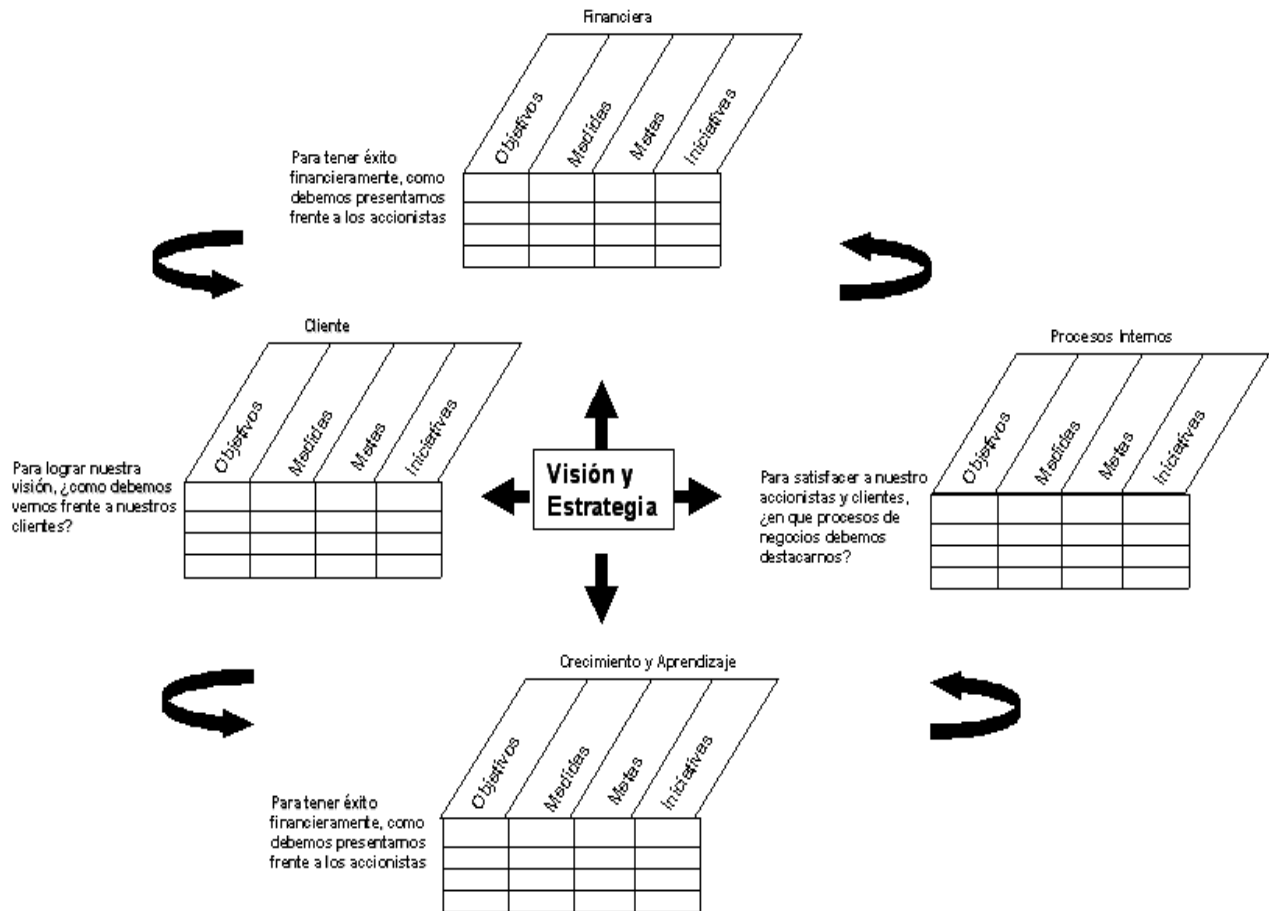 Financiera
Objetivos
Medidas
Metas
Iniciativas
Para tener éxito
financieramente, como
debemos presentarnos
frente a los accionistas
Cliente
Objetivos
Medidas
Metas
Iniciativas
Para lograr nuestra
visión, ¿como debemos
vernos frente a nuestros
clientes?
Visión y
Estrategia
Procesos Internos
Objetivos
Medidas
Metas
Iniciativas
Para satisfacer a nuestro
accionistas y clientes,
¿en que procesos de
negocios debemos
destacarnos?
Crecimiento y Aprendizaje
Objetivos
Medidas
Metas
Iniciativas
Para tener éxito
financieramente, como
debemos presentarnos
frente a los accionistas